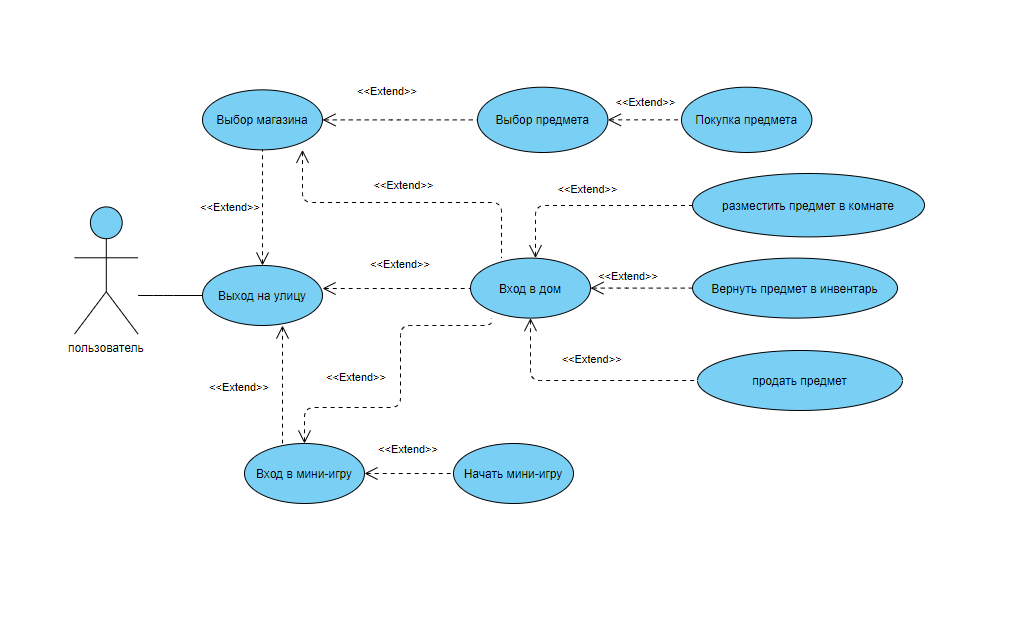 <<Extend>>
<<Extend>>
Выбор магазина
Выбор предмета
Покупка предмета
<<Extend>>
<<Extend>>
<<Extend>>
разместить предмет в комнате
<<Extend>>
<<Extend>>
Выход на улицу
Вход в дом
Вернуть предмет в инвентарь
пользователь
<<Extend>>
<<Extend>>
<<Extend>>
продать предмет
<<Extend>>
Вход в мини-игру
Начать мини-игру